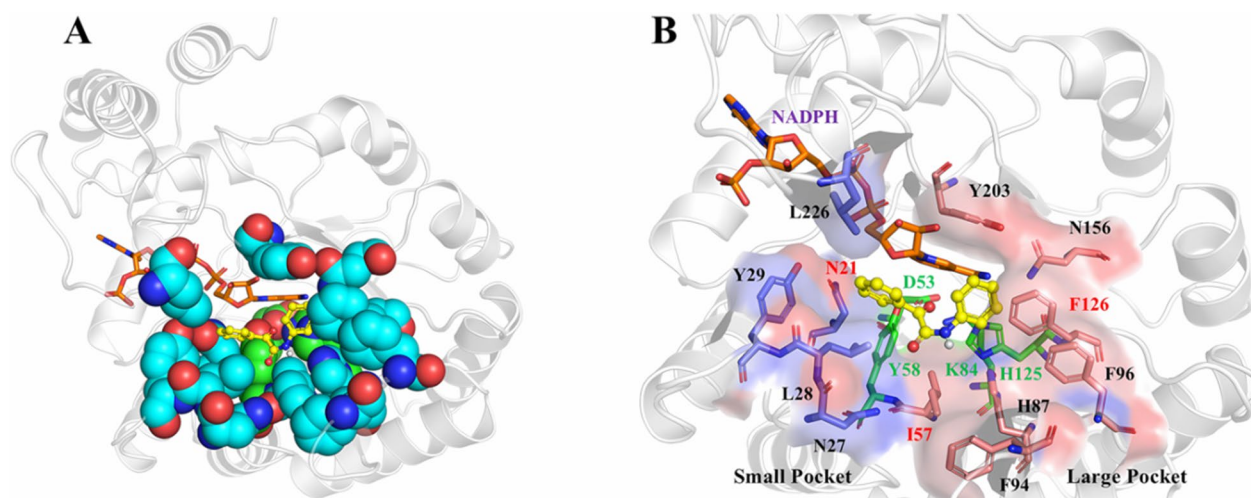 A
B
NADPH
Y203
L226
N156
Y29
N21
D53
F126
Y58
K84
H125
F96
L28
H87
N27
I57
Small Pocket
Large Pocket
F94